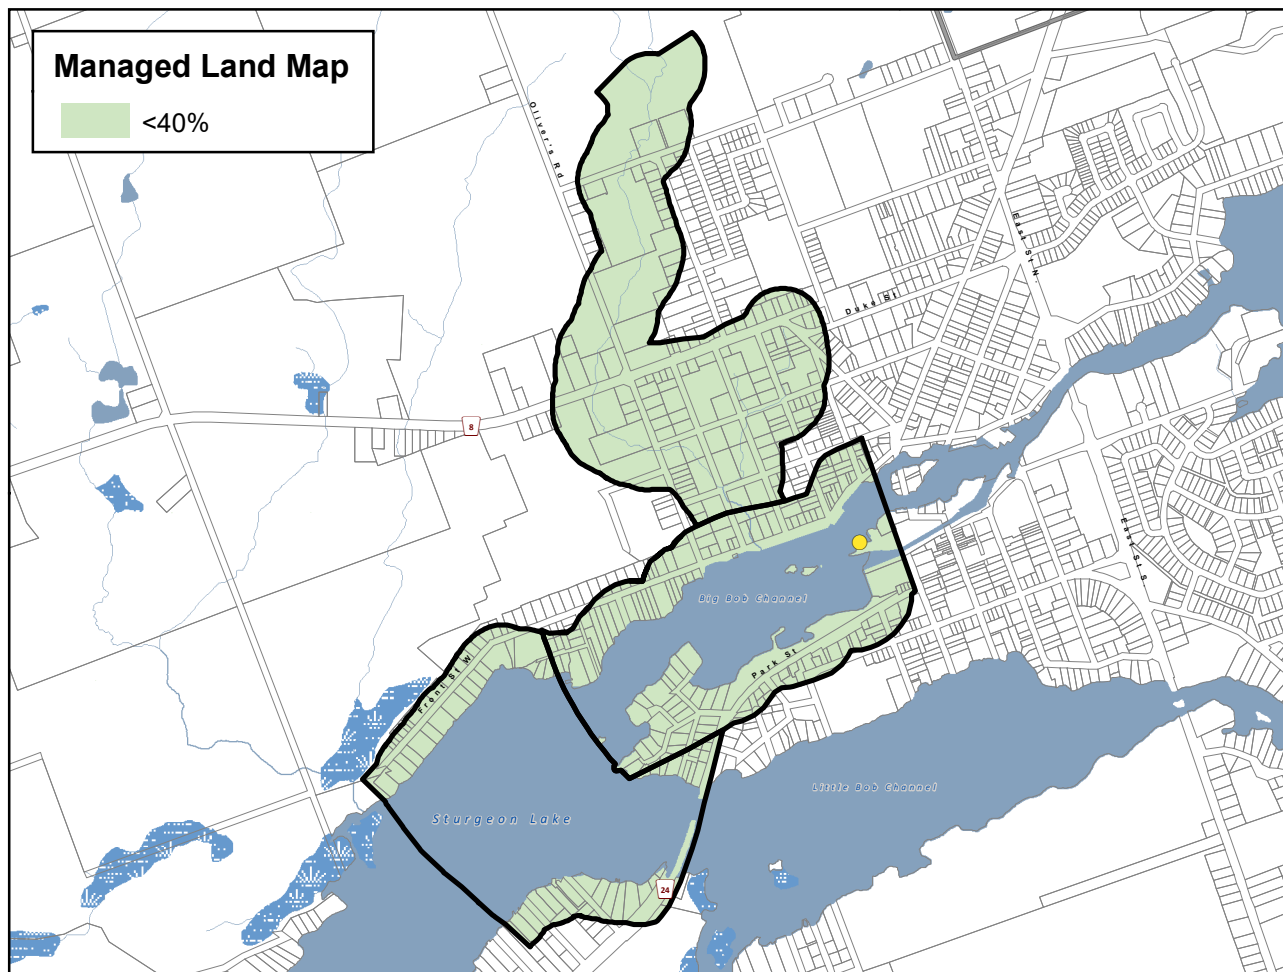 Managed Land Map
<40%
Oliver's Rd
East St N.
Duke St
8
Big Bob Channel
East St S
Park St
Front St W
Little Bob Channel
Sturgeon Lake
24